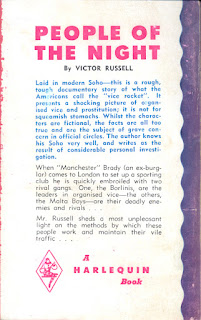 PEOPLE OF
THE NIGHT
By VICTOR RUSSELL
Laid in modern Soho—this is a rough,
tough documentary story of what the
Americans call the "vice racket". It
presents a shocking picture of organ-
ised vice and prostitution; it is not for
squeamish stomachs. Whilst the charac-
ters are fictional, the facts are all too
true and are the subject of grave con-
cern in official circles. The author knows
his Soho very well, and writes as the
result of considerable personal investi-
gation.
When "Manchester" Brady (an ex-burg-
lar) comes to London to set up a sporting
club he is quickly embroiled with two
rival gangs. One, the Barlinis, are the
leaders in organised vice—the others,
the Malta Boys—are their deadly ene-
mies and rivals . . .
Mr. Russell sheds a most unpleasant
light on the methods by which these
people work and maintain their vile
traffic . . .
A
HARLEQUIN
Book